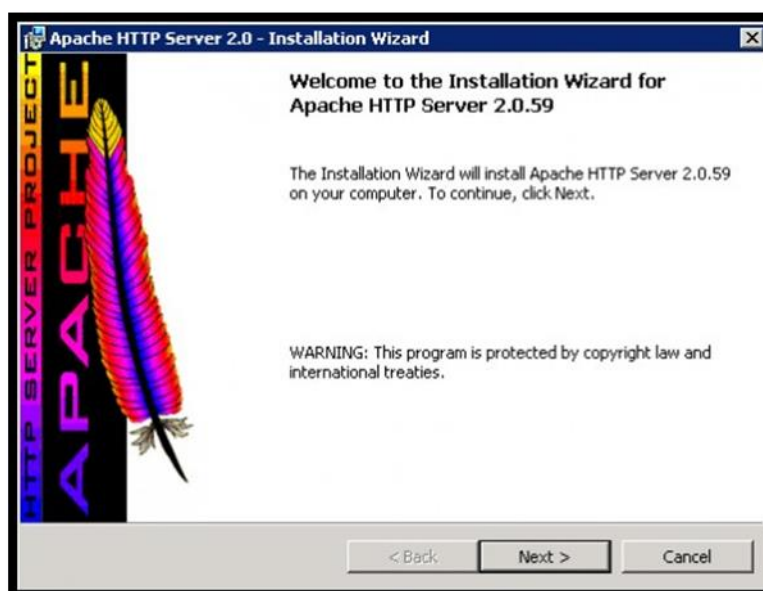 Apache HTTP Server 2.0 - Installation Wizard
HTTP SERVER PROJECT
APACHE
Welcome to the Installation Wizard for
Apache HTTP Server 2.0.59
The Installation Wizard will install Apache HTTP Server 2.0.59
on your computer. To continue, click Next.
WARNING: This program is protected by copyright law and
international treaties.
< Back
Next >
Cancel